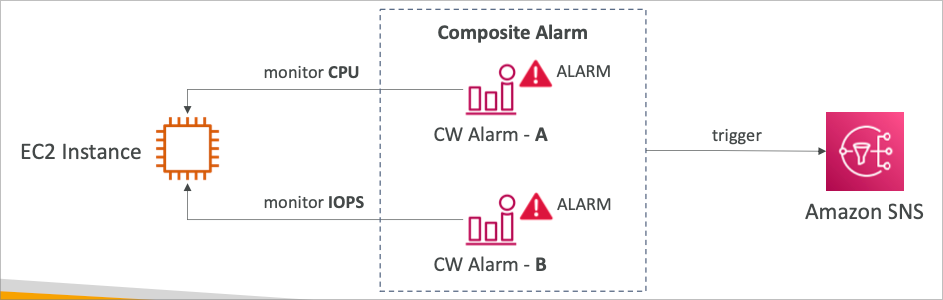 Composite Alarm
monitor CPU
ALARM
CW Alarm - A
EC2 Instance
trigger
monitor IOPS
ALARM
CW Alarm - B
Amazon SNS